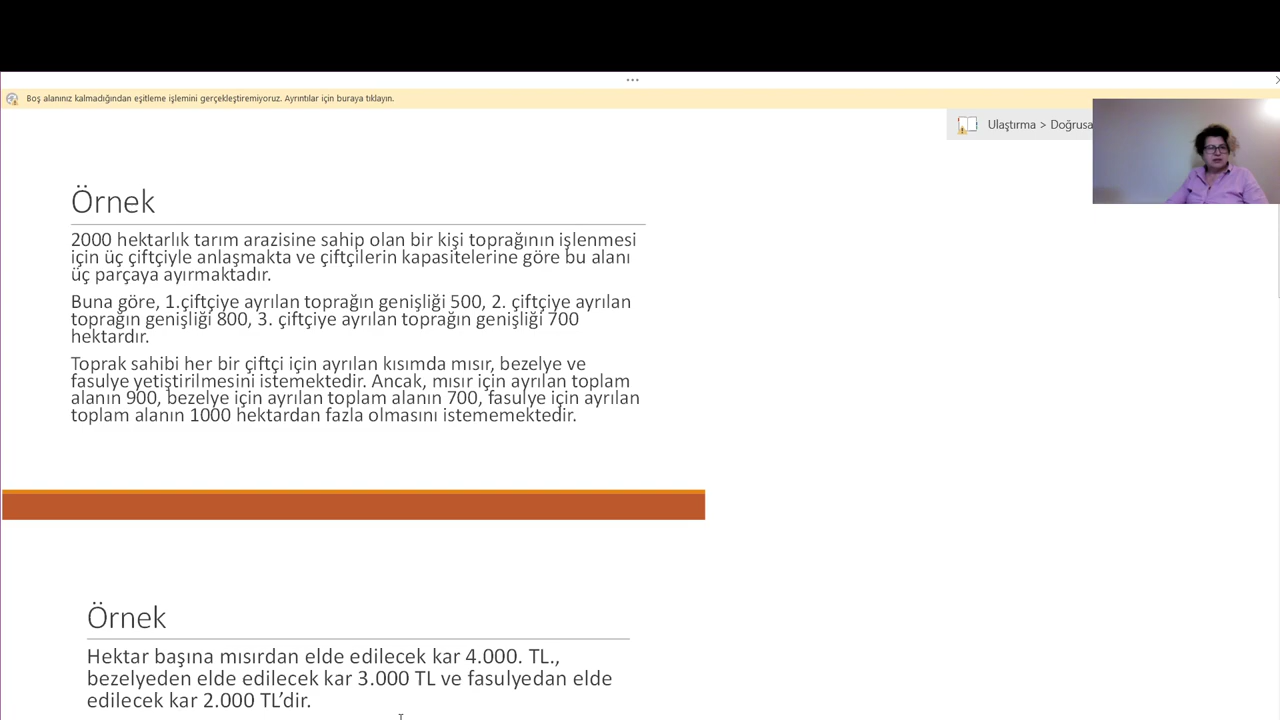 Boş alanınız kalmadığından eşitleme işlemini gerçekleştiremiyoruz. Ayrıntılar için buraya tıklayın.
Ulaştırma > Doğrusa
Örnek
2000 hektarlık tarım arazisine sahip olan bir kişi toprağının işlenmesi
için üç çiftçiyle anlaşmakta ve çiftçilerin kapasitelerine göre bu alanı
üç parçaya ayırmaktadır.
Buna göre, 1.çiftçiye ayrılan toprağın genişliği 500, 2. çiftçiye ayrılan
toprağın genişliği 800, 3. çiftçiye ayrılan toprağın genişliği 700
hektardır.
Toprak sahibi her bir çiftçi için ayrılan kısımda mısır, bezelye ve
fasulye yetiştirilmesini istemektedir. Ancak, mısır için ayrılan toplam
alanın 900, bezelye için ayrılan toplam alanın 700, fasulye için ayrılan
toplam alanın 1000 hektardan fazla olmasını istememektedir.
Örnek
Hektar başına mısırdan elde edilecek kar 4.000. TL.,
bezelyeden elde edilecek kar 3.000 TL ve fasulyedan elde
edilecek kar 2.000 TL’dir.